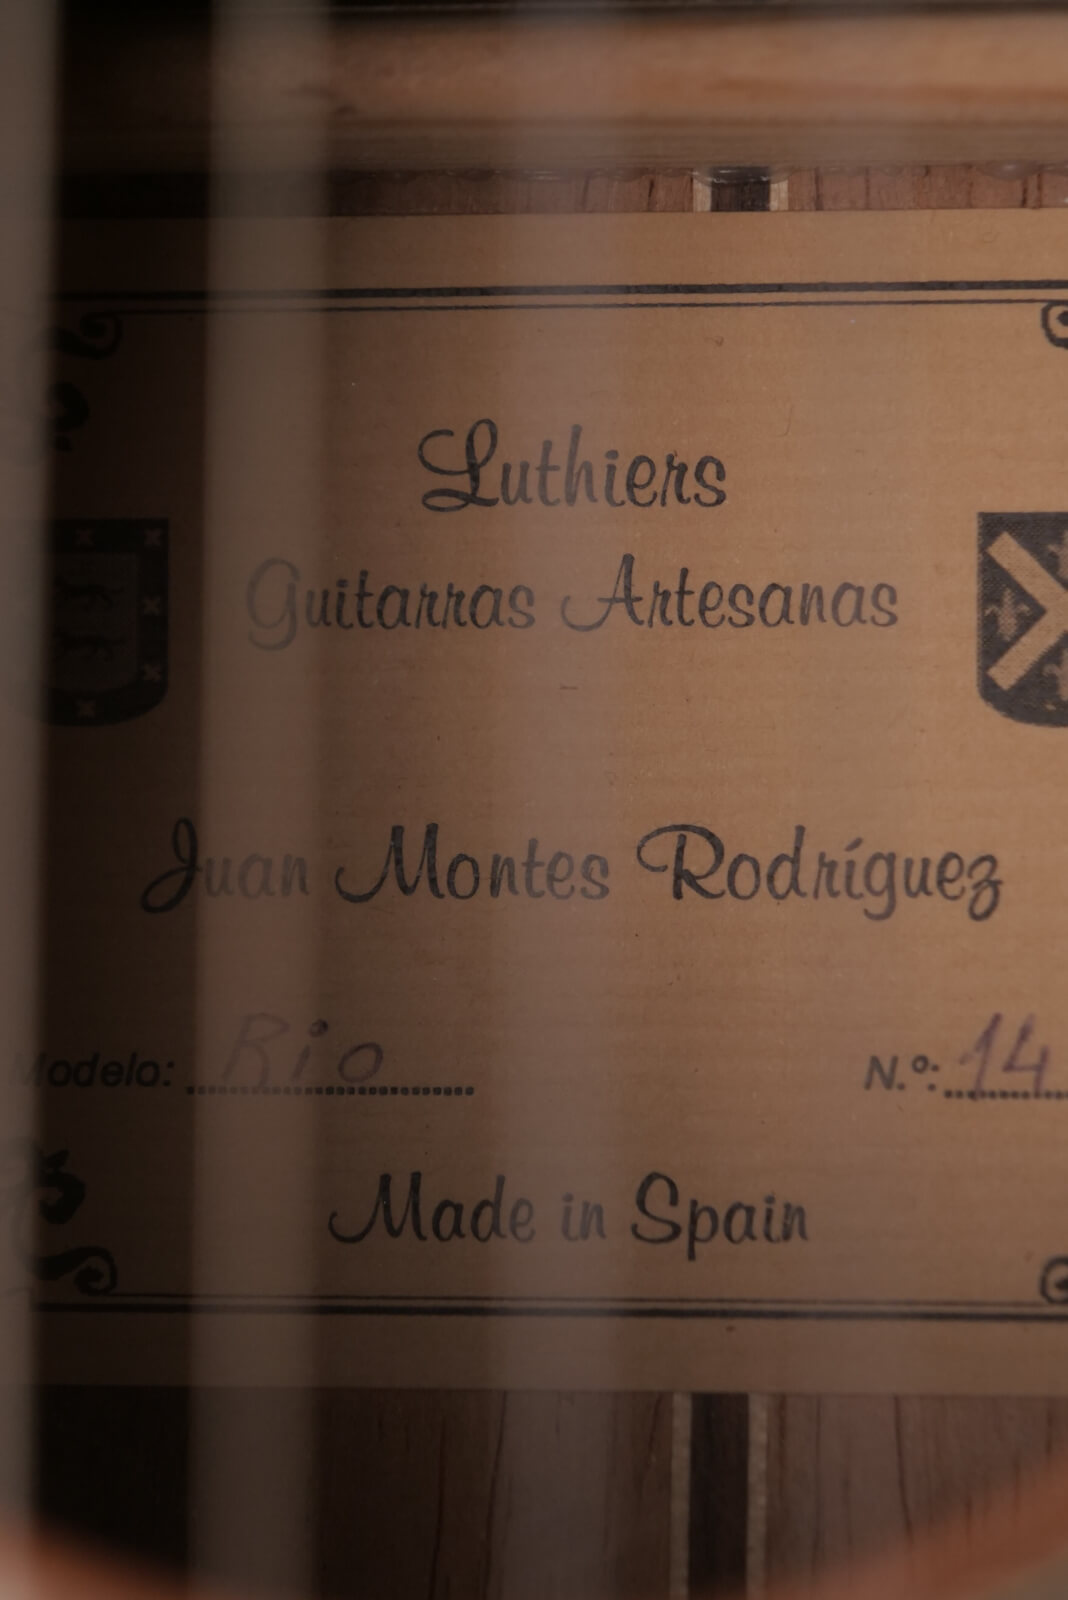 Luthiers
Guitarras Artesanas
Juan Montes Rodríguez
Modelo: Rio N.º: 14
Made in Spain